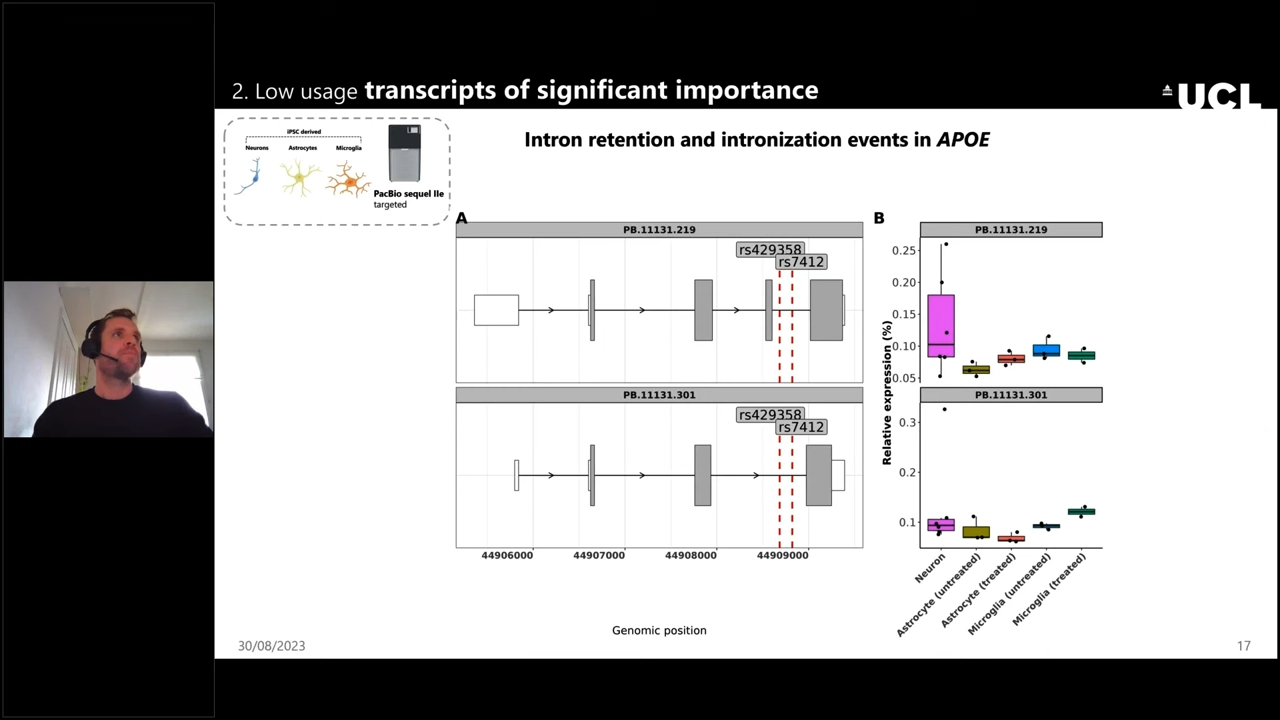 2. Low usage transcripts of significant importance
UCL
iPSC derived
Neurons Astrocytes Microglia
PacBio sequel IIe
targeted
Intron retention and intronization events in APOE
A
PB.11131.219
rs429358
rs7412
PB.11131.301
rs429358
rs7412
44906000 44907000 44908000 44909000
Genomic position
B
PB.11131.219
0.25
0.20
0.15
0.10
0.05
Relative expression (%)
PB.11131.301
0.3
0.2
0.1
Neuron
Astrocyte (untreated)
Astrocyte (treated)
Microglia (untreated)
Microglia (treated)
30/08/2023
17